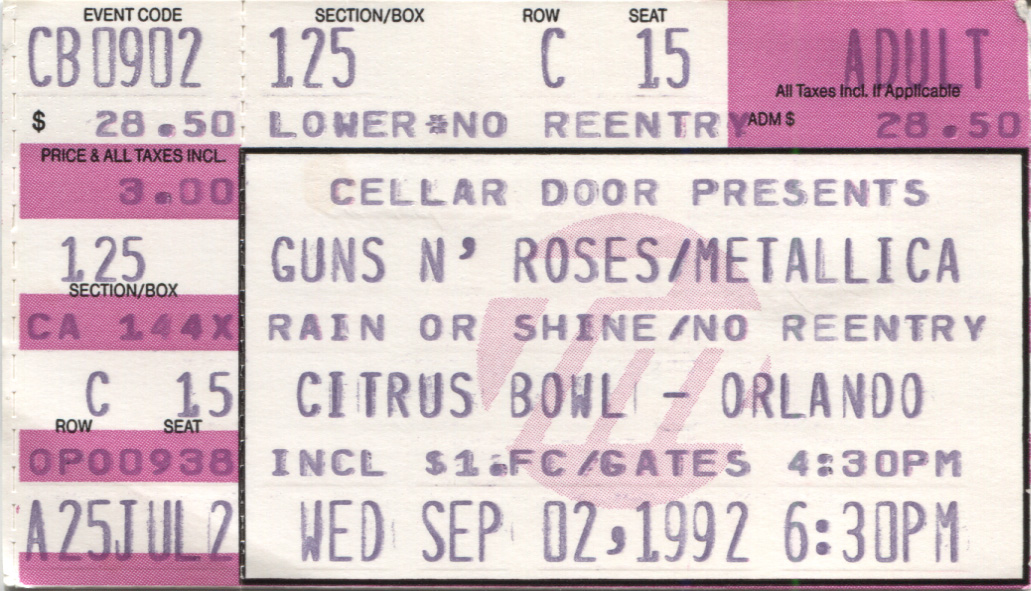 EVENT CODE SECTION/BOX ROW SEAT
CB0902 125 C 15 ADULT
All Taxes Incl. If Applicable
$ 28.50 LOWER*NO REENTRY ADM $ 28.50
PRICE & ALL TAXES INCL.
3.00
CELLAR DOOR PRESENTS
125
SECTION/BOX
GUNS N' ROSES/METALLICA
CA 144X
RAIN OR SHINE/NO REENTRY
C 15
ROW SEAT
CITRUS BOWL - ORLANDO
0P00938
INCL $1.FC/GATES 4:30PM
A25JUL2
WED SEP 02,1992 6:30PM